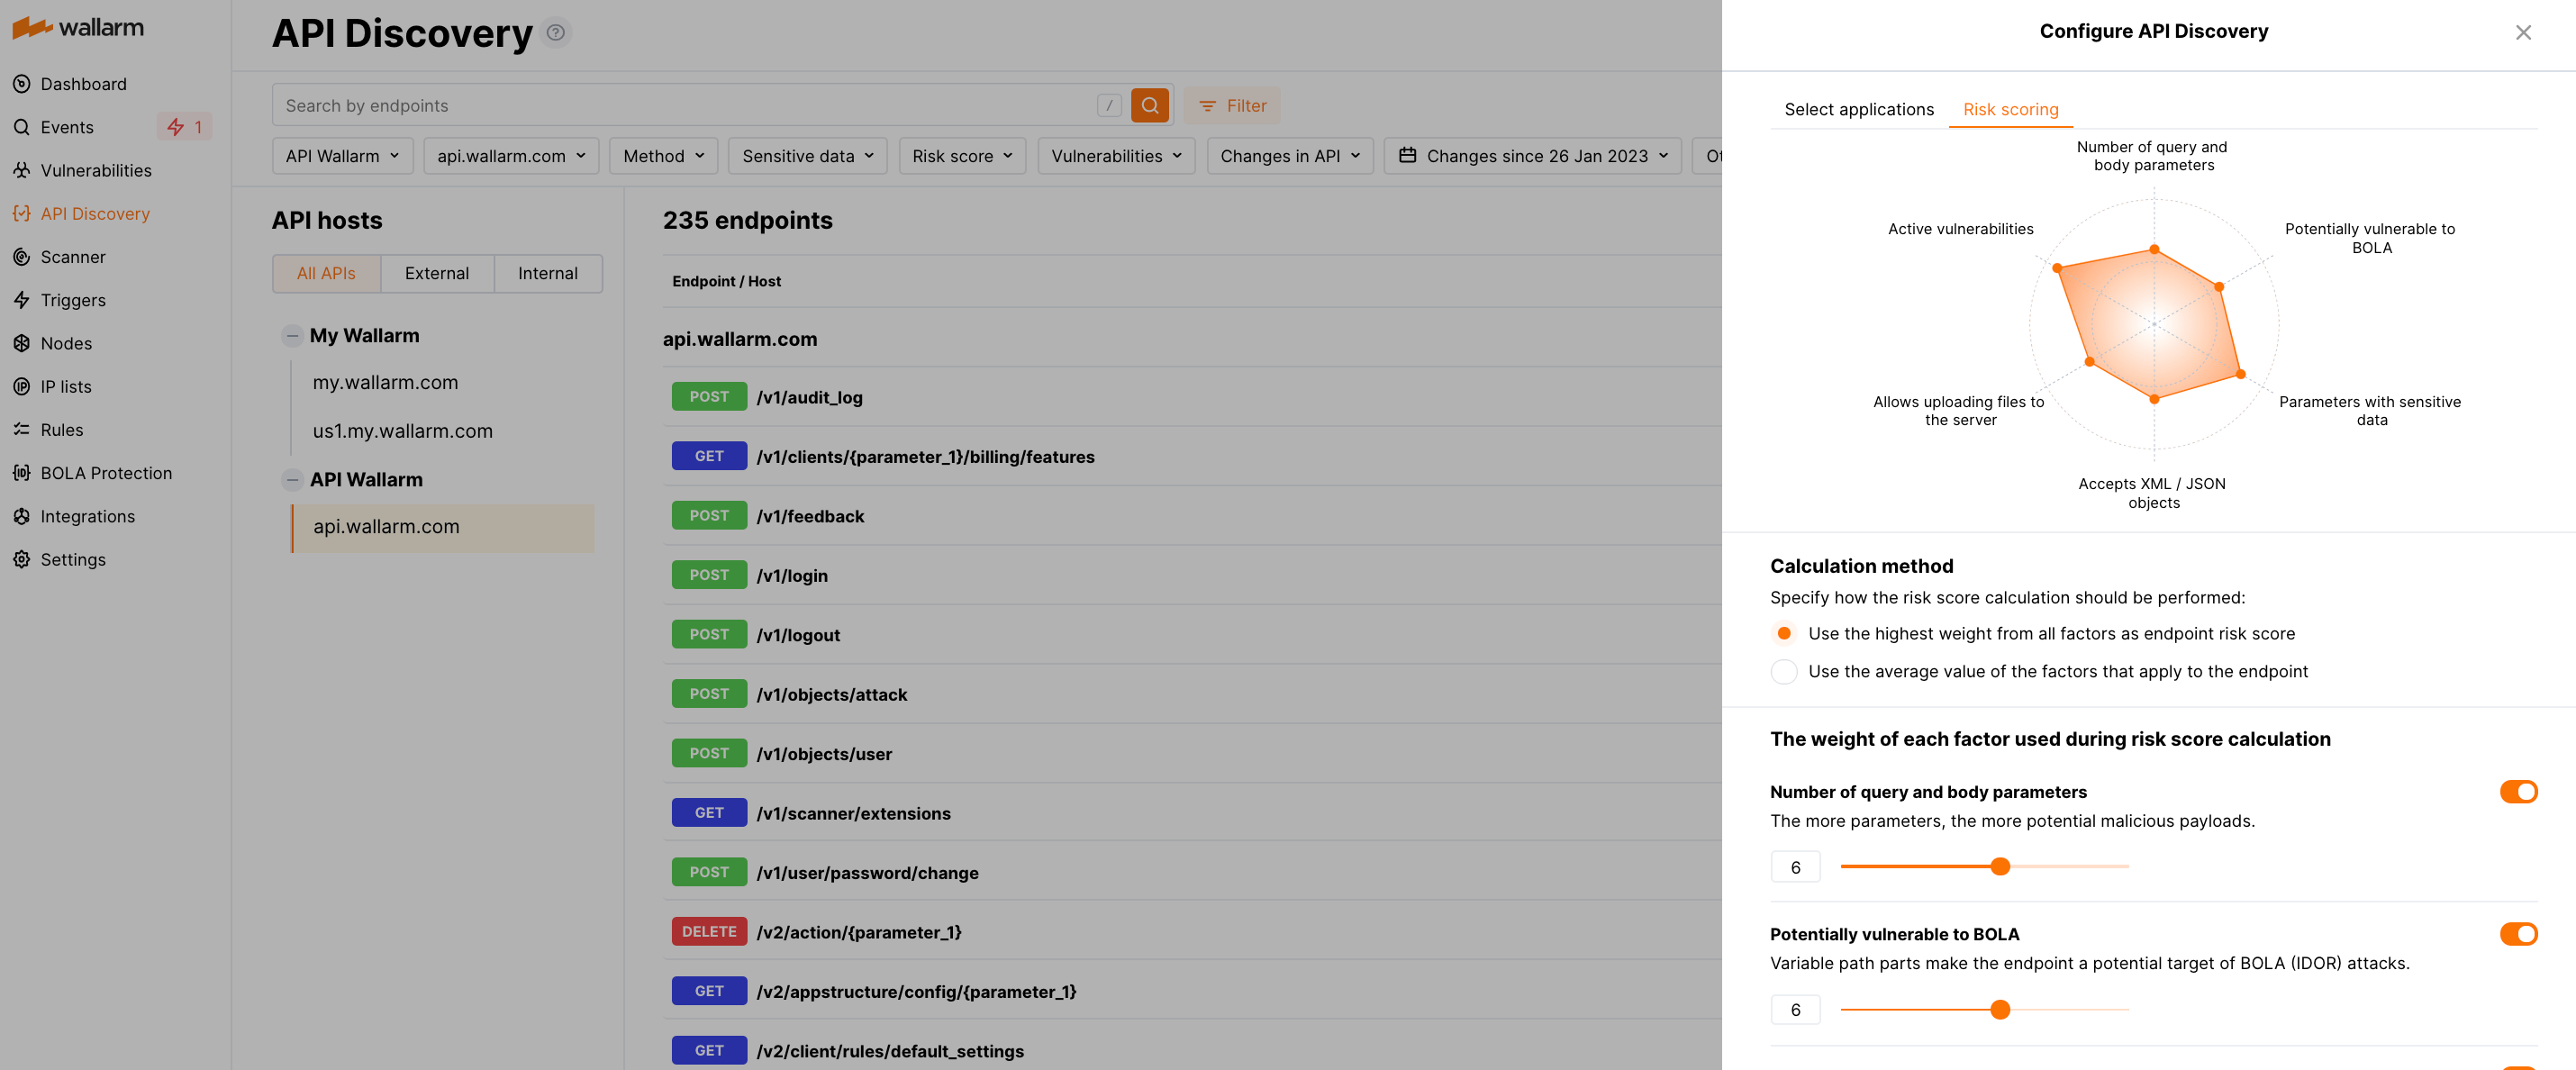 wallarm
Dashboard
Events
1
Vulnerabilities
API Discovery
Scanner
Triggers
Nodes
IP lists
Rules
BOLA Protection
Integrations
Settings
API Discovery
?
Search by endpoints
/
Filter
API Wallarm
api.wallarm.com
Method
Sensitive data
Risk score
Vulnerabilities
Changes in API
Changes since 26 Jan 2023
API hosts
All APIs
External
Internal
My Wallarm
my.wallarm.com
us1.my.wallarm.com
API Wallarm
api.wallarm.com
235 endpoints
Endpoint / Host
api.wallarm.com
POST /v1/audit_log
GET /v1/clients/{parameter_1}/billing/features
POST /v1/feedback
POST /v1/login
POST /v1/logout
POST /v1/objects/attack
POST /v1/objects/user
GET /v1/scanner/extensions
POST /v1/user/password/change
DELETE /v2/action/{parameter_1}
GET /v2/appstructure/config/{parameter_1}
GET /v2/client/rules/default_settings
Configure API Discovery
Select applications
Risk scoring
Number of query and
body parameters
Active vulnerabilities
Potentially vulnerable to
BOLA
Allows uploading files to
the server
Parameters with sensitive
data
Accepts XML / JSON
objects
Calculation method
Specify how the risk score calculation should be performed:
Use the highest weight from all factors as endpoint risk score
Use the average value of the factors that apply to the endpoint
The weight of each factor used during risk score calculation
Number of query and body parameters
The more parameters, the more potential malicious payloads.
6
Potentially vulnerable to BOLA
Variable path parts make the endpoint a potential target of BOLA (IDOR) attacks.
6